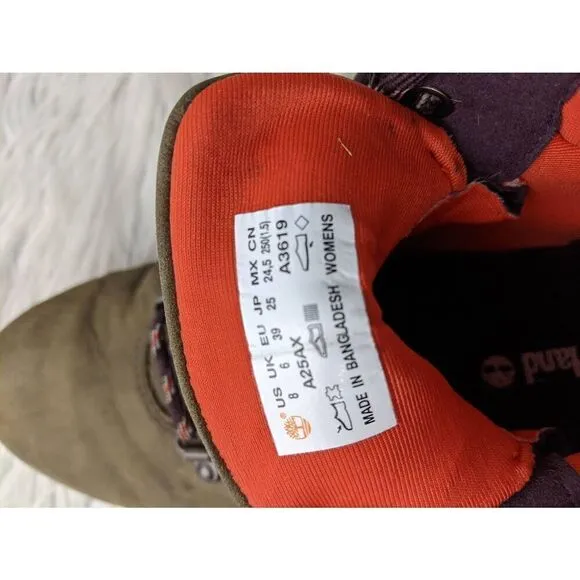 US UK EU JP MX CN
8 6 39 25 24,5 250(1.5)
A25AX A3619
MADE IN BANGLADESH WOMENS
land